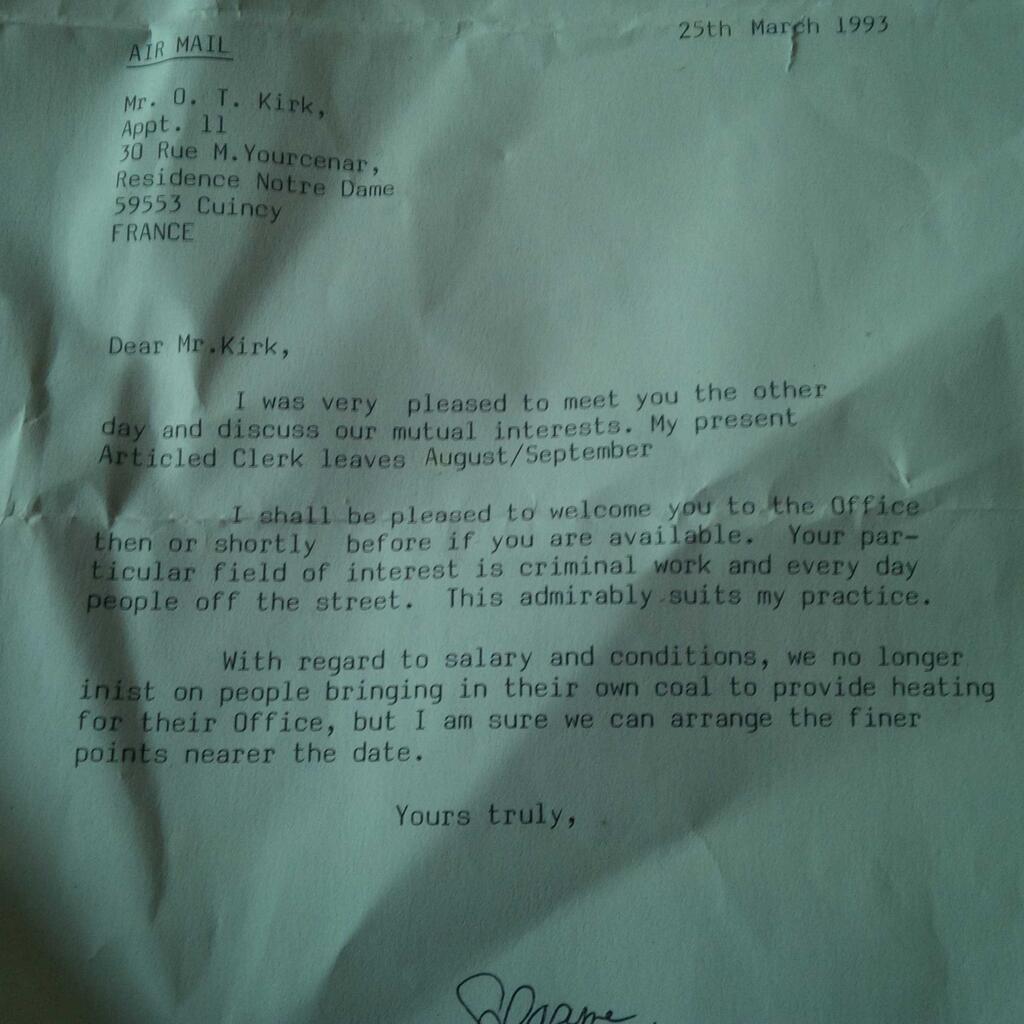 25th March 1993
AIR MAIL
Mr. O. T. Kirk,
Appt. 11
30 Rue M.Yourcenar,
Residence Notre Dame
59553 Cuincy
FRANCE
Dear Mr.Kirk,
I was very pleased to meet you the other
day and discuss our mutual interests. My present
Articled Clerk leaves August/September
I shall be pleased to welcome you to the Office
then or shortly before if you are available. Your par-
ticular field of interest is criminal work and every day
people off the street. This admirably suits my practice.
With regard to salary and conditions, we no longer
inist on people bringing in their own coal to provide heating
for their Office, but I am sure we can arrange the finer
points nearer the date.
Yours truly,